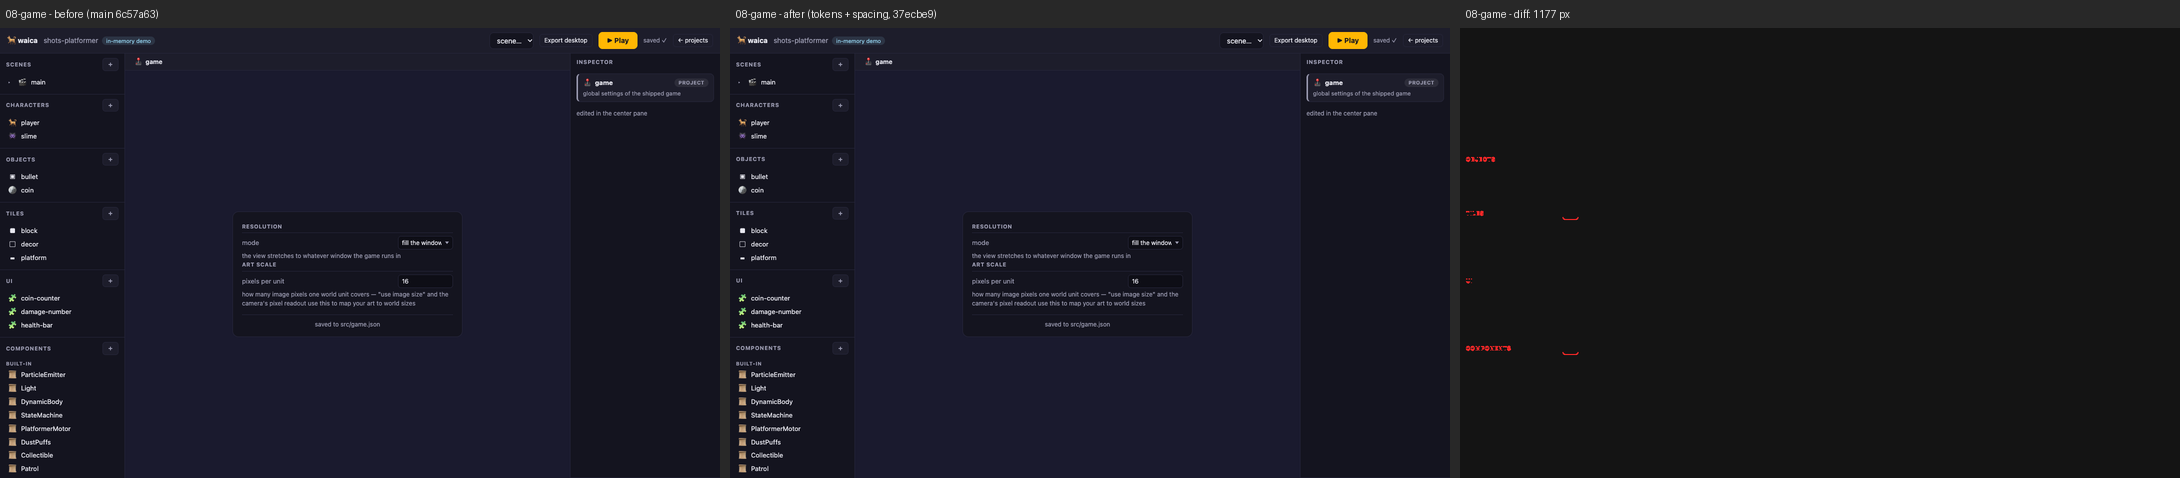 08-game - before (main 6c57a63)
waica shots-platformer in-memory demo scene... Export desktop ▶ Play saved ✓ ← projects
SCENES +
main
CHARACTERS +
player
slime
OBJECTS +
bullet
coin
TILES +
block
decor
platform
UI +
coin-counter
damage-number
health-bar
COMPONENTS +
BUILT-IN
ParticleEmitter
Light
DynamicBody
StateMachine
PlatformerMotor
DustPuffs
Collectible
Patrol
game
RESOLUTION
mode fill the window
the view stretches to whatever window the game runs in
ART SCALE
pixels per unit 16
how many image pixels one world unit covers — "use image size" and the
camera's pixel readout use this to map your art to world sizes
saved to src/game.json
INSPECTOR
game PROJECT
global settings of the shipped game
edited in the center pane
08-game - after (tokens + spacing, 37ecbe9)
waica shots-platformer in-memory demo scene... Export desktop ▶ Play saved ✓ ← projects
SCENES +
main
CHARACTERS +
player
slime
OBJECTS +
bullet
coin
TILES +
block
decor
platform
UI +
coin-counter
damage-number
health-bar
COMPONENTS +
BUILT-IN
ParticleEmitter
Light
DynamicBody
StateMachine
PlatformerMotor
DustPuffs
Collectible
Patrol
game
RESOLUTION
mode fill the window
the view stretches to whatever window the game runs in
ART SCALE
pixels per unit 16
how many image pixels one world unit covers — "use image size" and the
camera's pixel readout use this to map your art to world sizes
saved to src/game.json
INSPECTOR
game PROJECT
global settings of the shipped game
edited in the center pane
08-game - diff: 1177 px